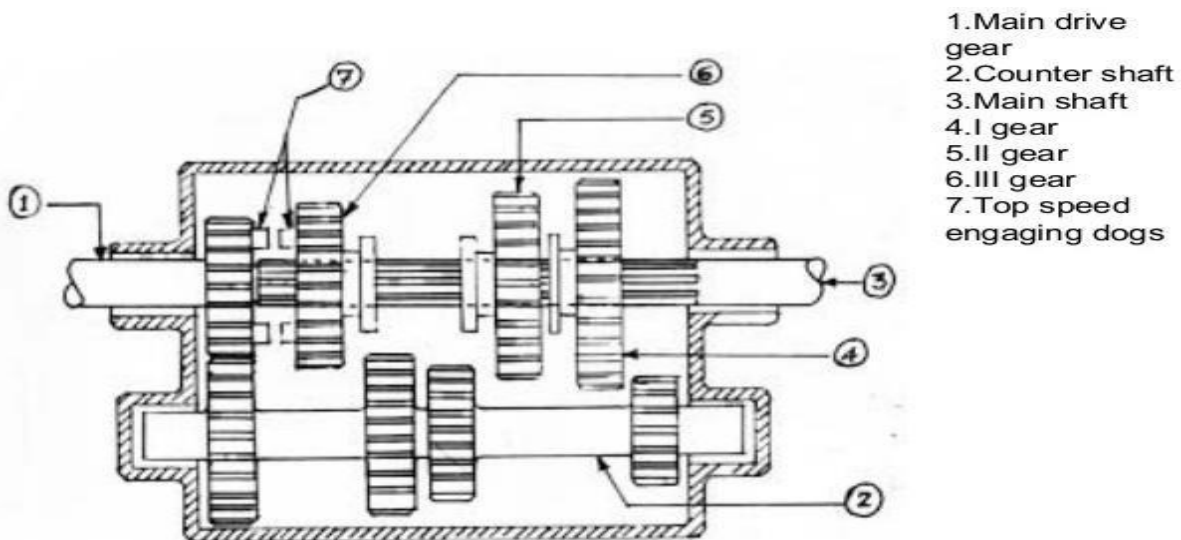 1.Main drive
gear
2.Counter shaft
3.Main shaft
4.I gear
5.II gear
6.III gear
7.Top speed
engaging dogs
7
6
5
1
3
4
2